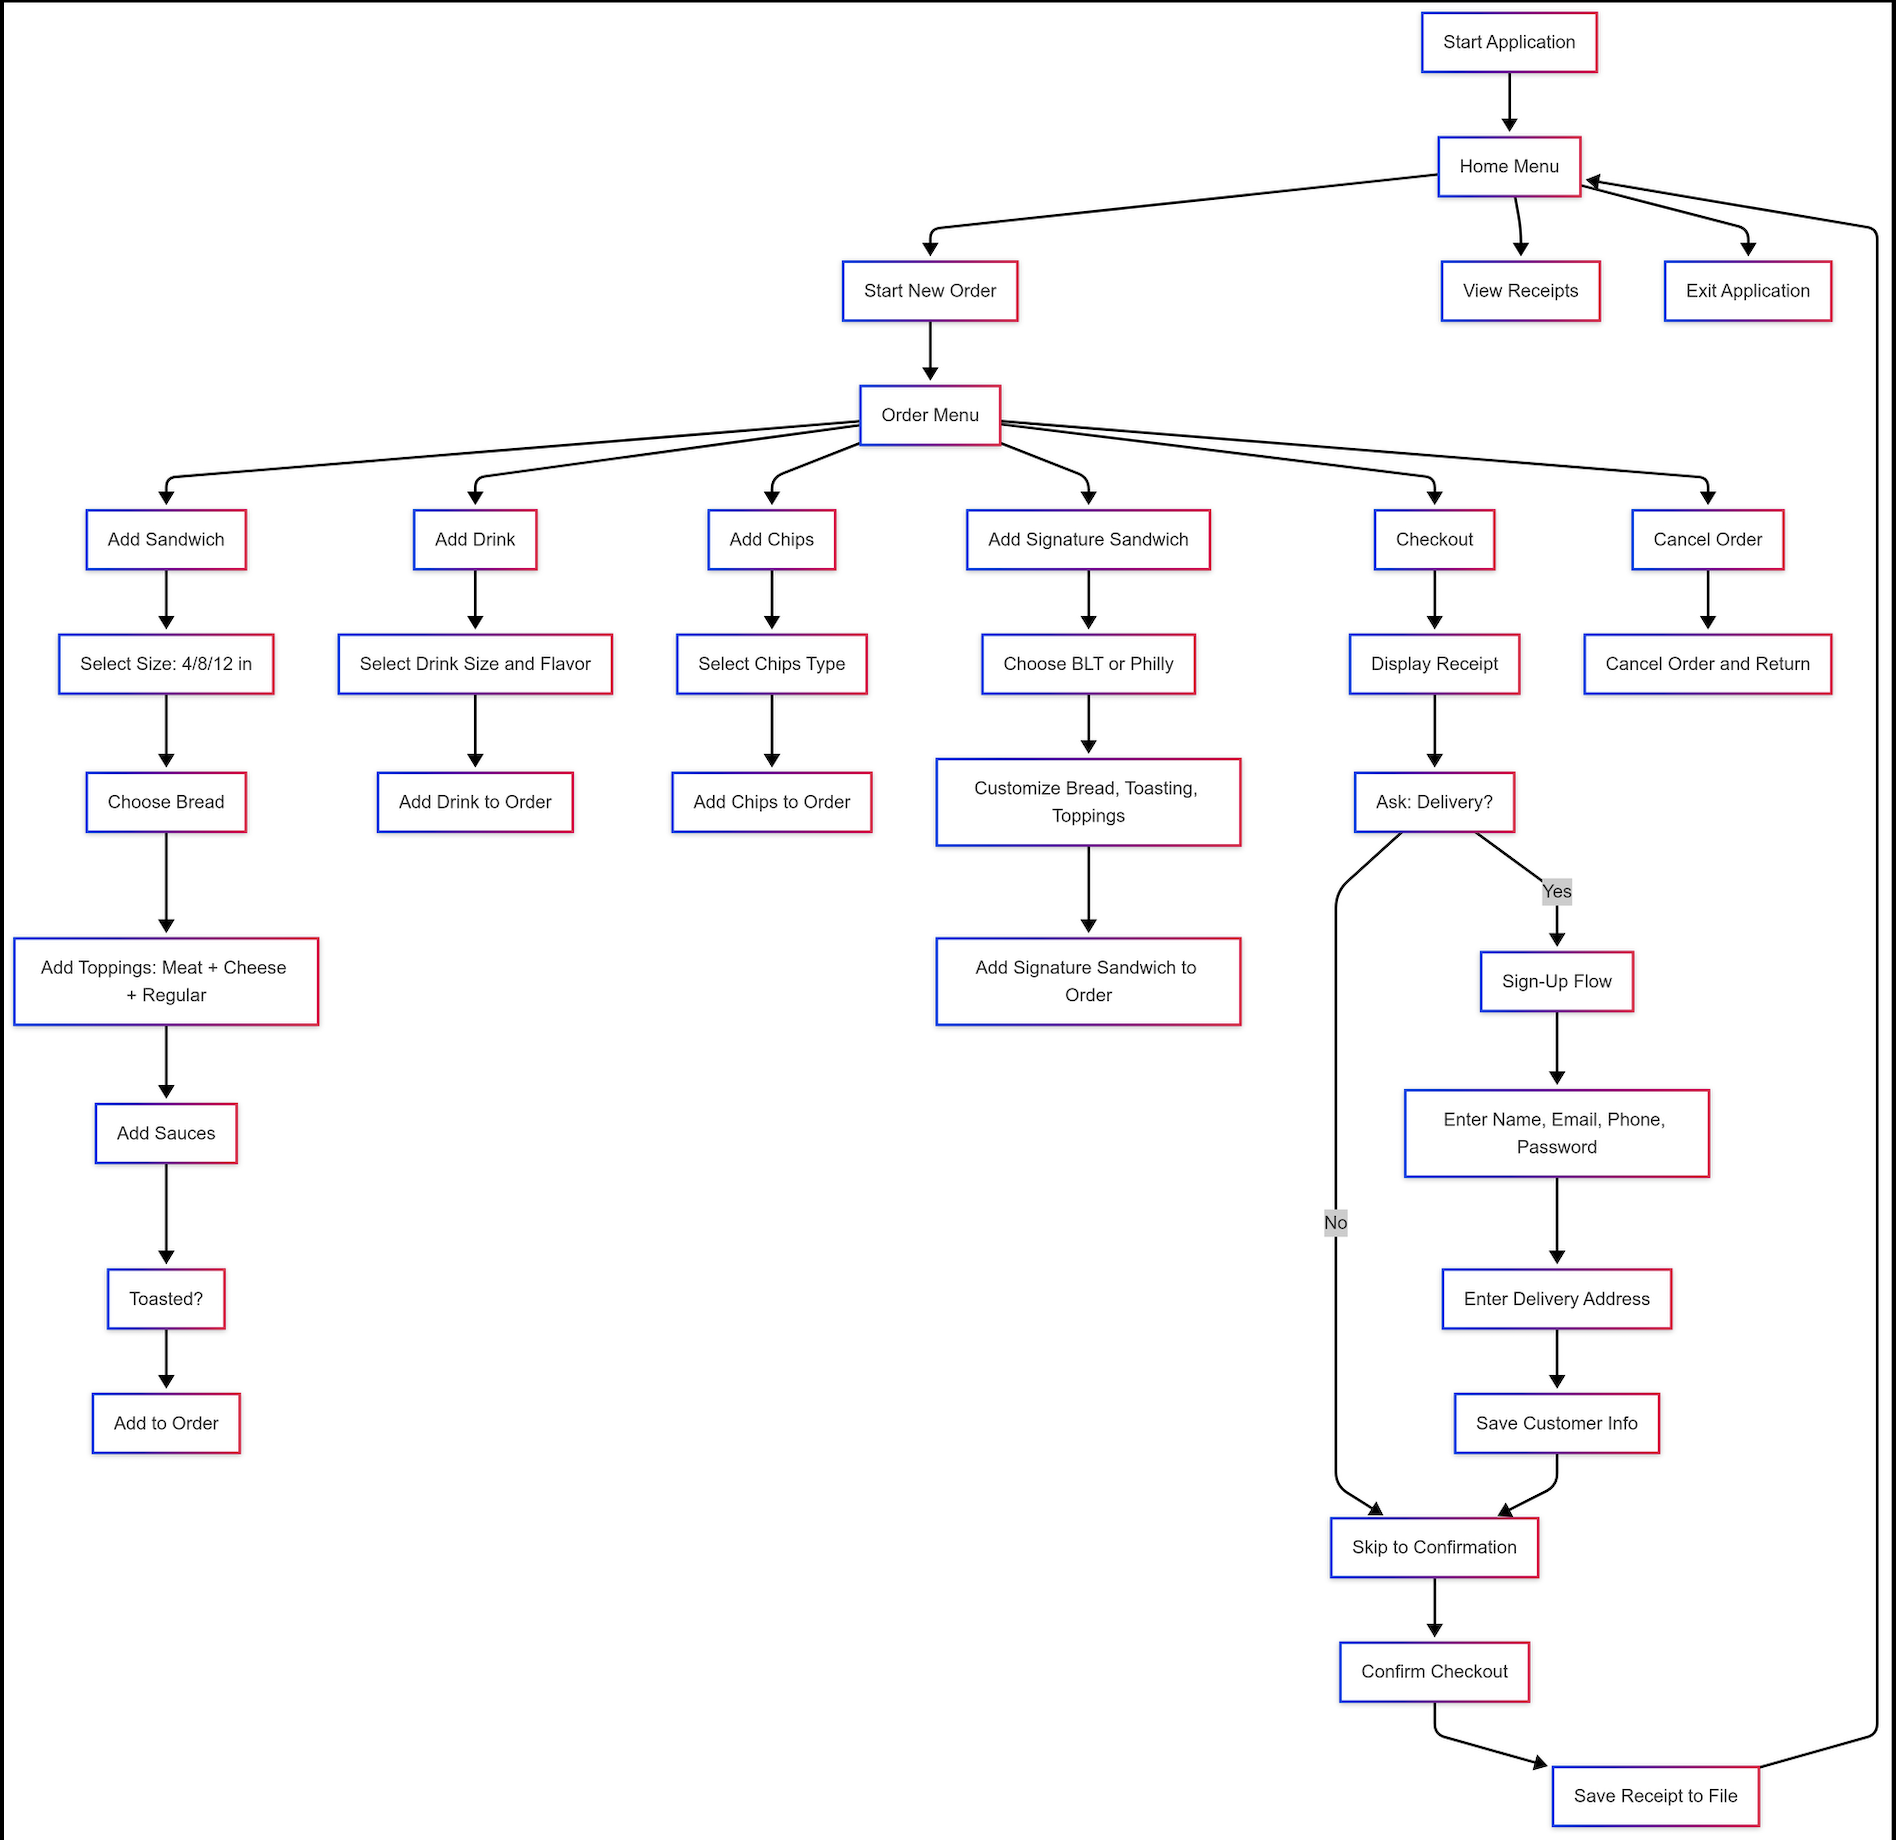 Start Application
Home Menu
Start New Order
View Receipts
Exit Application
Order Menu
Add Sandwich
Add Drink
Add Chips
Add Signature Sandwich
Checkout
Cancel Order
Select Size: 4/8/12 in
Select Drink Size and Flavor
Select Chips Type
Choose BLT or Philly
Display Receipt
Cancel Order and Return
Choose Bread
Add Drink to Order
Add Chips to Order
Customize Bread, Toasting,
Toppings
Ask: Delivery?
Yes
Add Toppings: Meat + Cheese
+ Regular
Add Signature Sandwich to
Order
Sign-Up Flow
Add Sauces
Enter Name, Email, Phone,
Password
No
Toasted?
Enter Delivery Address
Add to Order
Save Customer Info
Skip to Confirmation
Confirm Checkout
Save Receipt to File